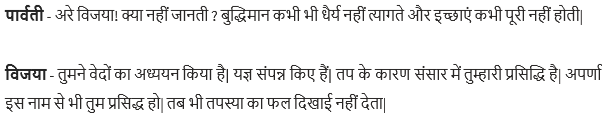 पार्वती - अरे विजया! क्या नहीं जानती ? बुद्धिमान कभी भी धैर्य नहीं त्यागते और इच्छाएं कभी पूरी नहीं होती|
विजया - तुमने वेदों का अध्ययन किया है| यज्ञ संपन्न किए हैं| तप के कारण संसार में तुम्हारी प्रसिद्धि है| अपर्णा
इस नाम से भी तुम प्रसिद्ध हो| तब भी तपस्या का फल दिखाई नहीं देता|